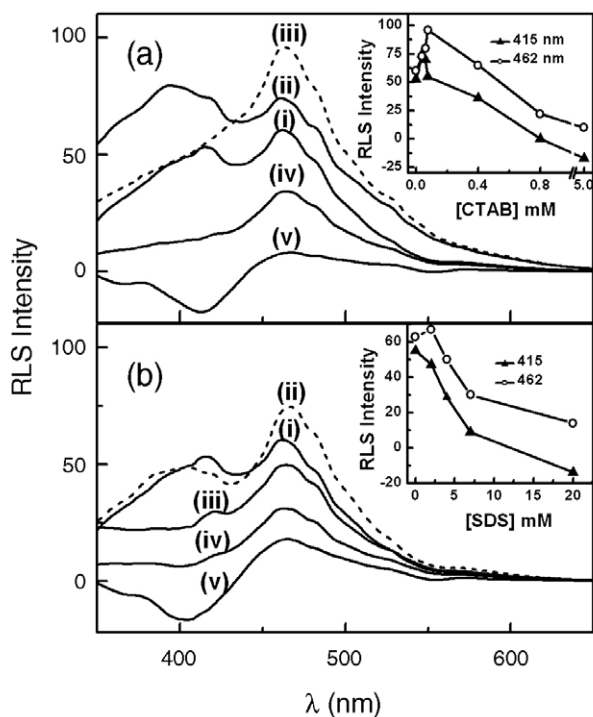 RLS Intensity
(a)
100
50
0
(iii)
(ii)
(i)
(iv)
(v)
RLS Intensity
100
75
50
25
0
-25
415 nm
462 nm
0.0 0.4 0.8 5.0
[CTAB] mM
(b)
100
50
0
(ii)
(i)
(iii)
(iv)
(v)
RLS Intensity
60
40
20
0
-20
415
462
0 5 10 15 20
[SDS] mM
400 500 600
λ (nm)